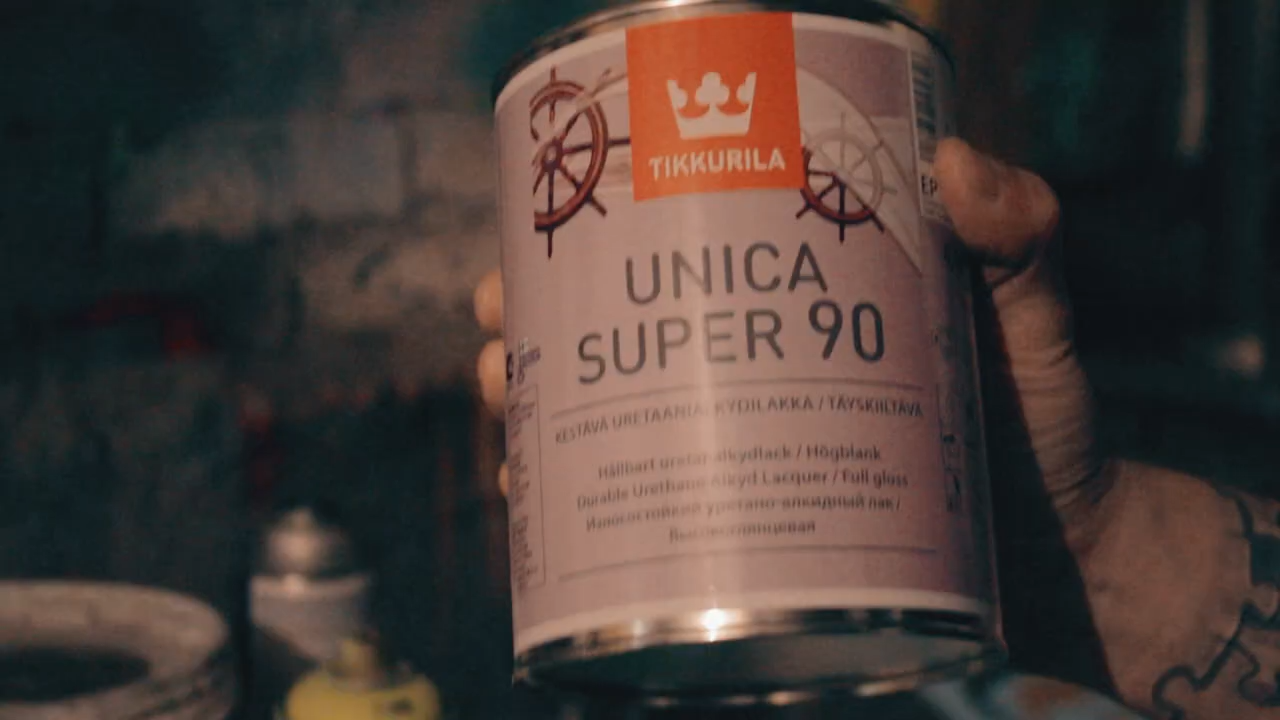 TIKKURILA
EP
UNICA
SUPER 90
KESTÄVÄ URETAANIALKYDILAKKA / TÄYSKIILTÄVÄ
Hållbart uretanalkydlack / Högblank
Durable Urethane Alkyd Lacquer / Full gloss
Износостойкий уретано-алкидный лак /
Высокоглянцевая